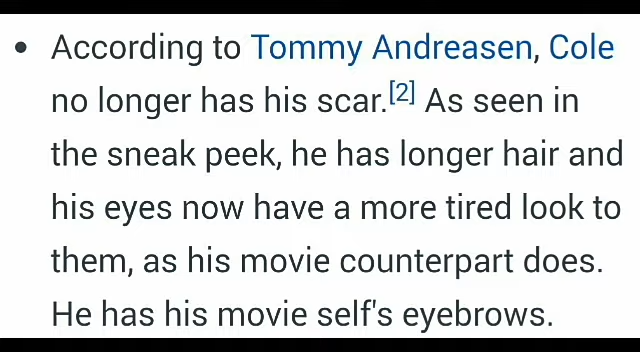 • According to Tommy Andreasen, Cole
no longer has his scar.[2] As seen in
the sneak peek, he has longer hair and
his eyes now have a more tired look to
them, as his movie counterpart does.
He has his movie self's eyebrows.